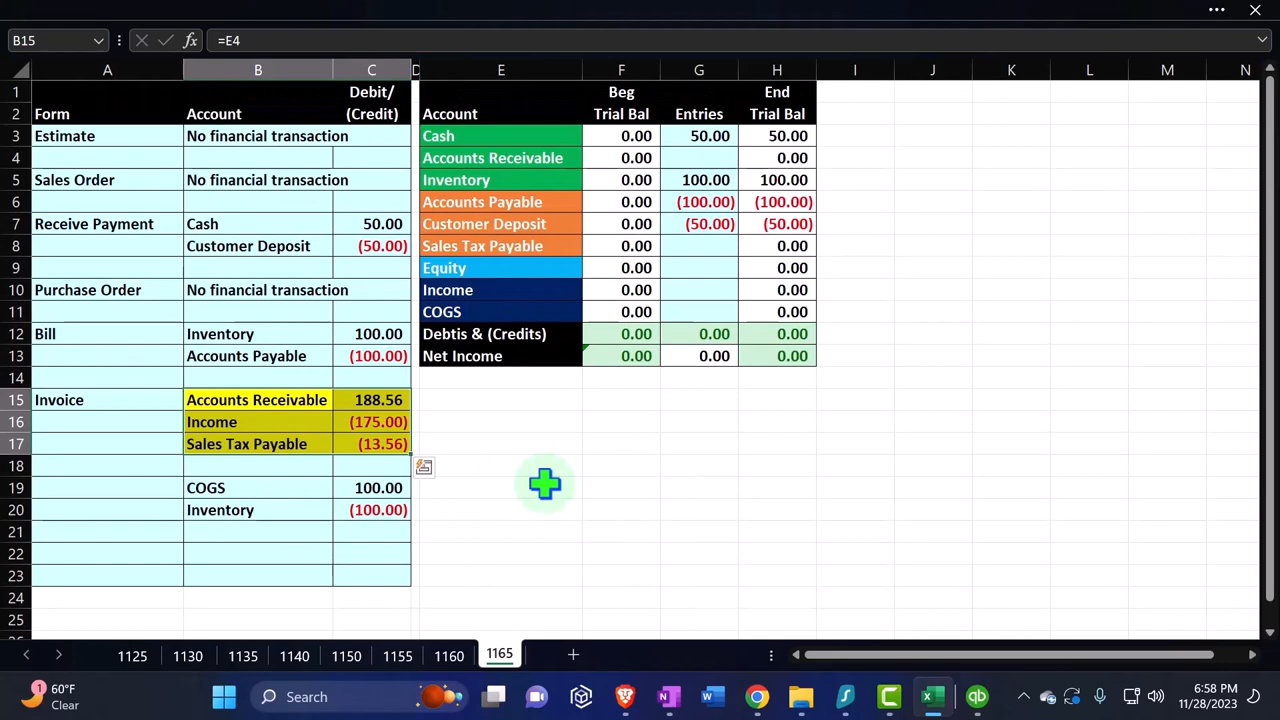 B15 fx =E4
A B C D E F G H I J K L M N
1 Debit/ Beg End
2 Form Account (Credit) Account Trial Bal Entries Trial Bal
3 Estimate No financial transaction Cash 0.00 50.00 50.00
4 Accounts Receivable 0.00 0.00
5 Sales Order No financial transaction Inventory 0.00 100.00 100.00
6 Accounts Payable 0.00 (100.00) (100.00)
7 Receive Payment Cash 50.00 Customer Deposit 0.00 (50.00) (50.00)
8 Customer Deposit (50.00) Sales Tax Payable 0.00 0.00
9 Equity 0.00 0.00
10 Purchase Order No financial transaction Income 0.00 0.00
11 COGS 0.00 0.00
12 Bill Inventory 100.00 Debtis & (Credits) 0.00 0.00 0.00
13 Accounts Payable (100.00) Net Income 0.00 0.00 0.00
14
15 Invoice Accounts Receivable 188.56
16 Income (175.00)
17 Sales Tax Payable (13.56)
18
19 COGS 100.00
20 Inventory (100.00)
21
22
23
24
25
1125 1130 1135 1140 1150 1155 1160 1165
1 60°F Search 6:58 PM
Clear 11/28/2023